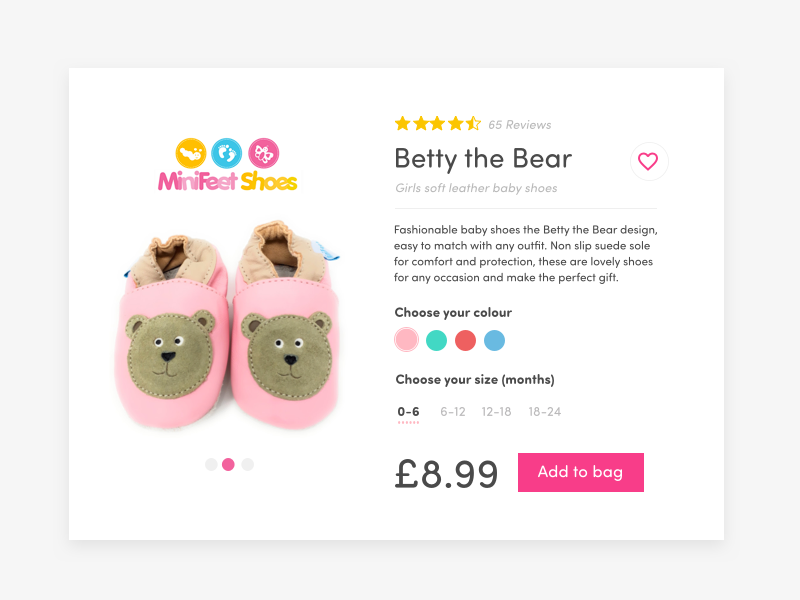 MiniFeet Shoes
65 Reviews
Betty the Bear
Girls soft leather baby shoes
Fashionable baby shoes the Betty the Bear design,
easy to match with any outfit. Non slip suede sole
for comfort and protection, these are lovely shoes
for any occasion and make the perfect gift.
Choose your colour
Choose your size (months)
0-6 6-12 12-18 18-24
£8.99 Add to bag